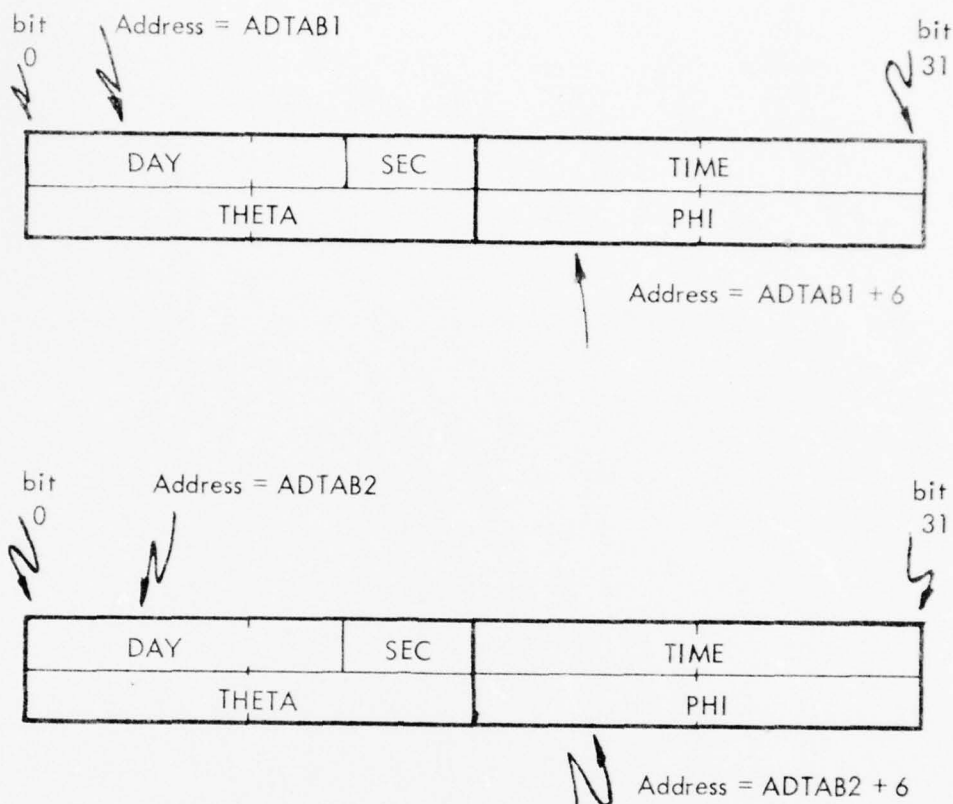 bit Address = ADTAB1 bit
0 31
DAY SEC TIME
THETA PHI
Address = ADTAB1 + 6
bit Address = ADTAB2 bit
0 31
DAY SEC TIME
THETA PHI
Address = ADTAB2 + 6